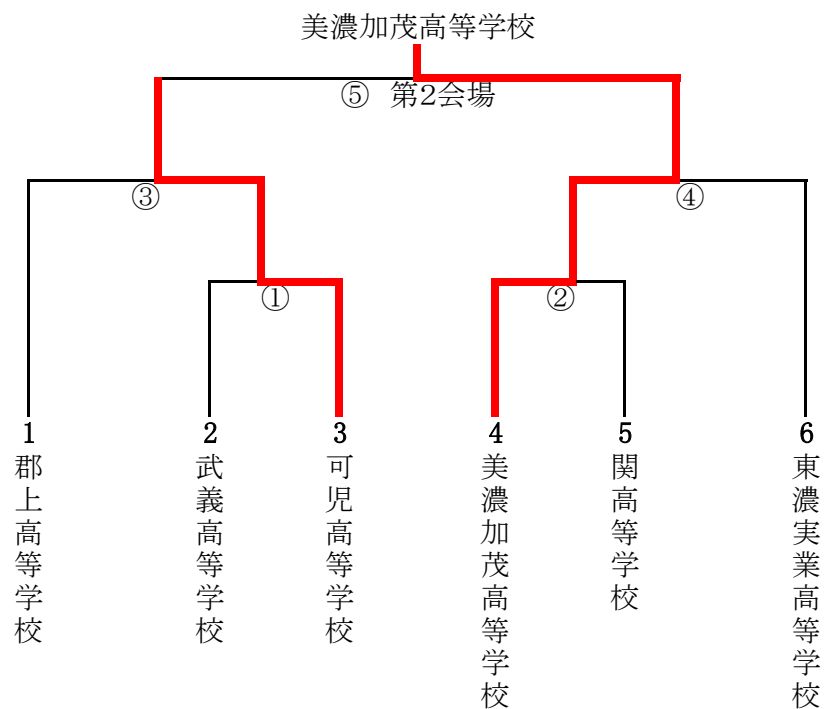 美濃加茂高等学校
⑤ 第2会場
③
④
①
②
1
郡上高等学校
2
武義高等学校
3
可児高等学校
4
美濃加茂高等学校
5
関高等学校
6
東濃実業高等学校